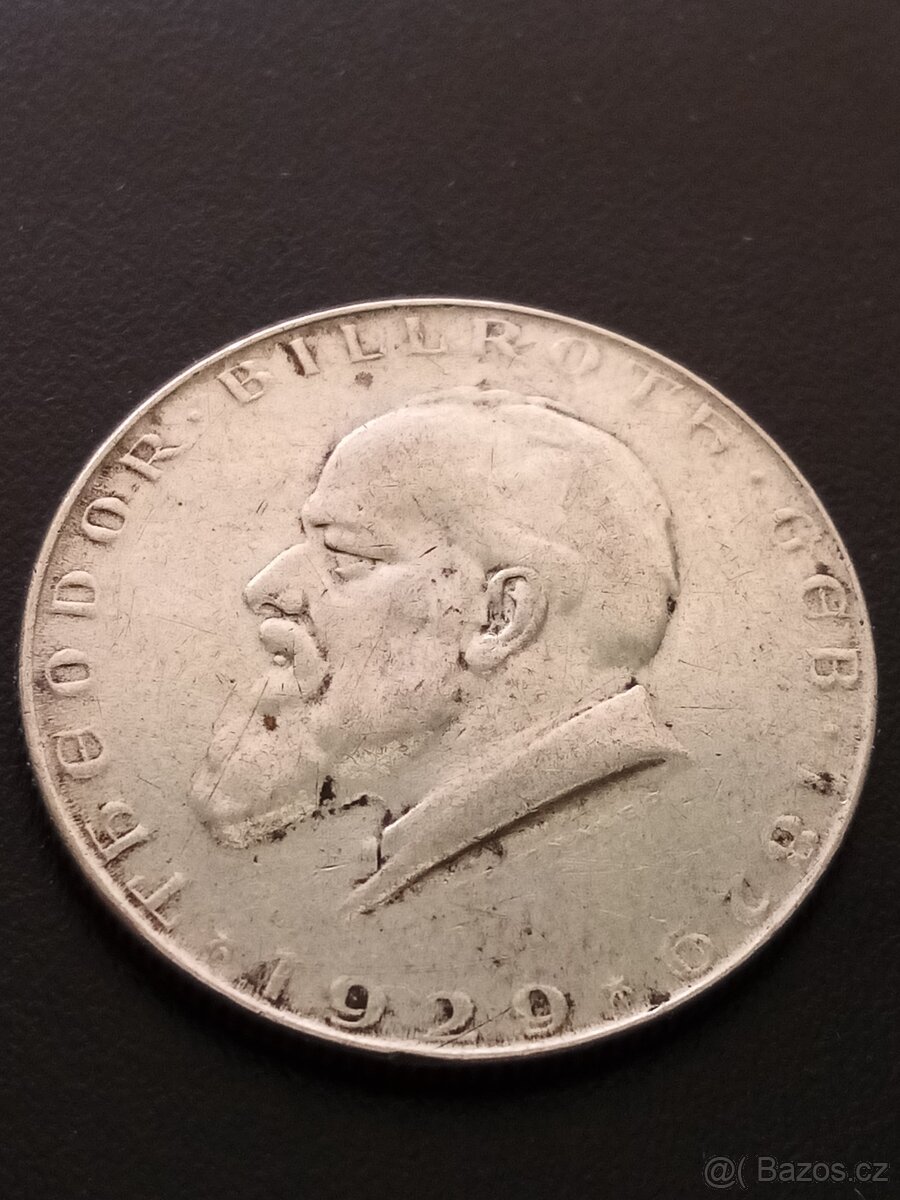 THEODOR · BILLROTH · GEB · 1829 ·
1929
@( Bazos.cz